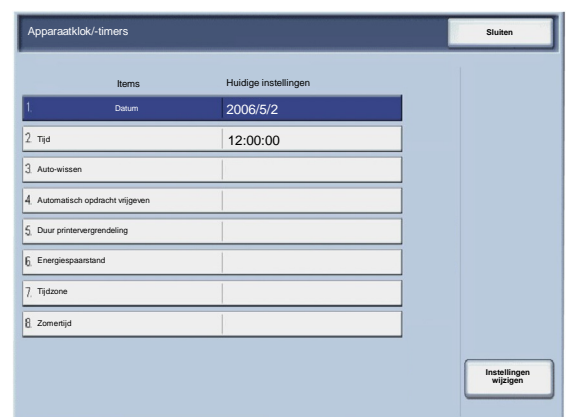 Apparaatklok/-timers
Sluiten
Items Huidige instellingen
1. Datum 2006/5/2
2. Tijd 12:00:00
3. Auto-wissen
4. Automatisch opdracht vrijgeven
5. Duur printervergrendeling
6. Energiespaarstand
7. Tijdzone
8. Zomertijd
Instellingen
wijzigen